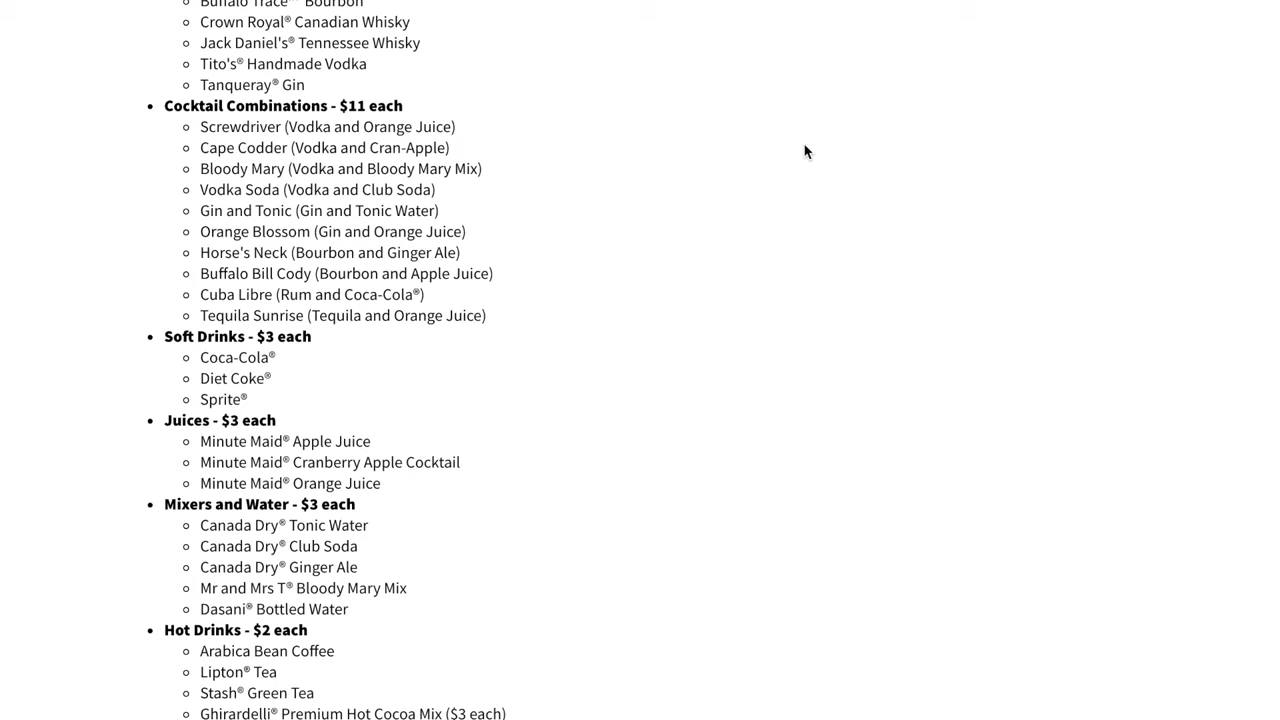 Buffalo Trace™ Bourbon
Crown Royal® Canadian Whisky
Jack Daniel's® Tennessee Whisky
Tito's® Handmade Vodka
Tanqueray® Gin
Cocktail Combinations - $11 each
Screwdriver (Vodka and Orange Juice)
Cape Codder (Vodka and Cran-Apple)
Bloody Mary (Vodka and Bloody Mary Mix)
Vodka Soda (Vodka and Club Soda)
Gin and Tonic (Gin and Tonic Water)
Orange Blossom (Gin and Orange Juice)
Horse's Neck (Bourbon and Ginger Ale)
Buffalo Bill Cody (Bourbon and Apple Juice)
Cuba Libre (Rum and Coca-Cola®)
Tequila Sunrise (Tequila and Orange Juice)
Soft Drinks - $3 each
Coca-Cola®
Diet Coke®
Sprite®
Juices - $3 each
Minute Maid® Apple Juice
Minute Maid® Cranberry Apple Cocktail
Minute Maid® Orange Juice
Mixers and Water - $3 each
Canada Dry® Tonic Water
Canada Dry® Club Soda
Canada Dry® Ginger Ale
Mr and Mrs T® Bloody Mary Mix
Dasani® Bottled Water
Hot Drinks - $2 each
Arabica Bean Coffee
Lipton® Tea
Stash® Green Tea
Ghirardelli® Premium Hot Cocoa Mix ($3 each)